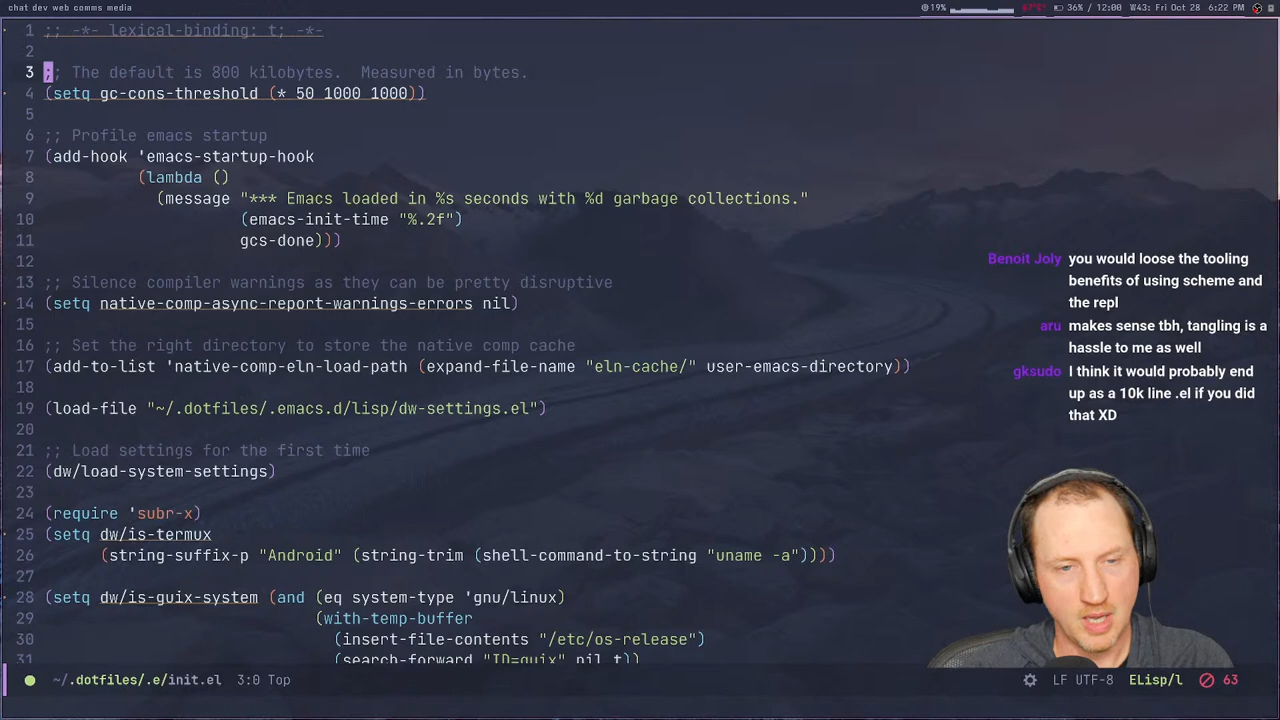 chat dev web comms media
19% 67°C 36% / 12:00 W43: Fri Oct 28 6:22 PM
1 ;; -*- lexical-binding: t; -*-
2
3 ;; The default is 800 kilobytes.  Measured in bytes.
4 (setq gc-cons-threshold (* 50 1000 1000))
5
6 ;; Profile emacs startup
7 (add-hook 'emacs-startup-hook
8 (lambda ()
9 (message "*** Emacs loaded in %s seconds with %d garbage collections."
10 (emacs-init-time "%.2f")
11 gcs-done)))
12
13 ;; Silence compiler warnings as they can be pretty disruptive
14 (setq native-comp-async-report-warnings-errors nil)
15
16 ;; Set the right directory to store the native comp cache
17 (add-to-list 'native-comp-eln-load-path (expand-file-name "eln-cache/" user-emacs-directory))
18
19 (load-file "~/.dotfiles/.emacs.d/lisp/dw-settings.el")
20
21 ;; Load settings for the first time
22 (dw/load-system-settings)
23
24 (require 'subr-x)
25 (setq dw/is-termux
26 (string-suffix-p "Android" (string-trim (shell-command-to-string "uname -a"))))
27
28 (setq dw/is-guix-system (and (eq system-type 'gnu/linux)
29 (with-temp-buffer
30 (insert-file-contents "/etc/os-release")
31 (search-forward "ID=guix" nil t))
~/.dotfiles/.e/init.el 3:0 Top LF UTF-8 ELisp/l 63
Benoit Joly you would loose the tooling
benefits of using scheme and
the repl
aru makes sense tbh, tangling is a
hassle to me as well
gksudo I think it would probably end
up as a 10k line .el if you did
that XD